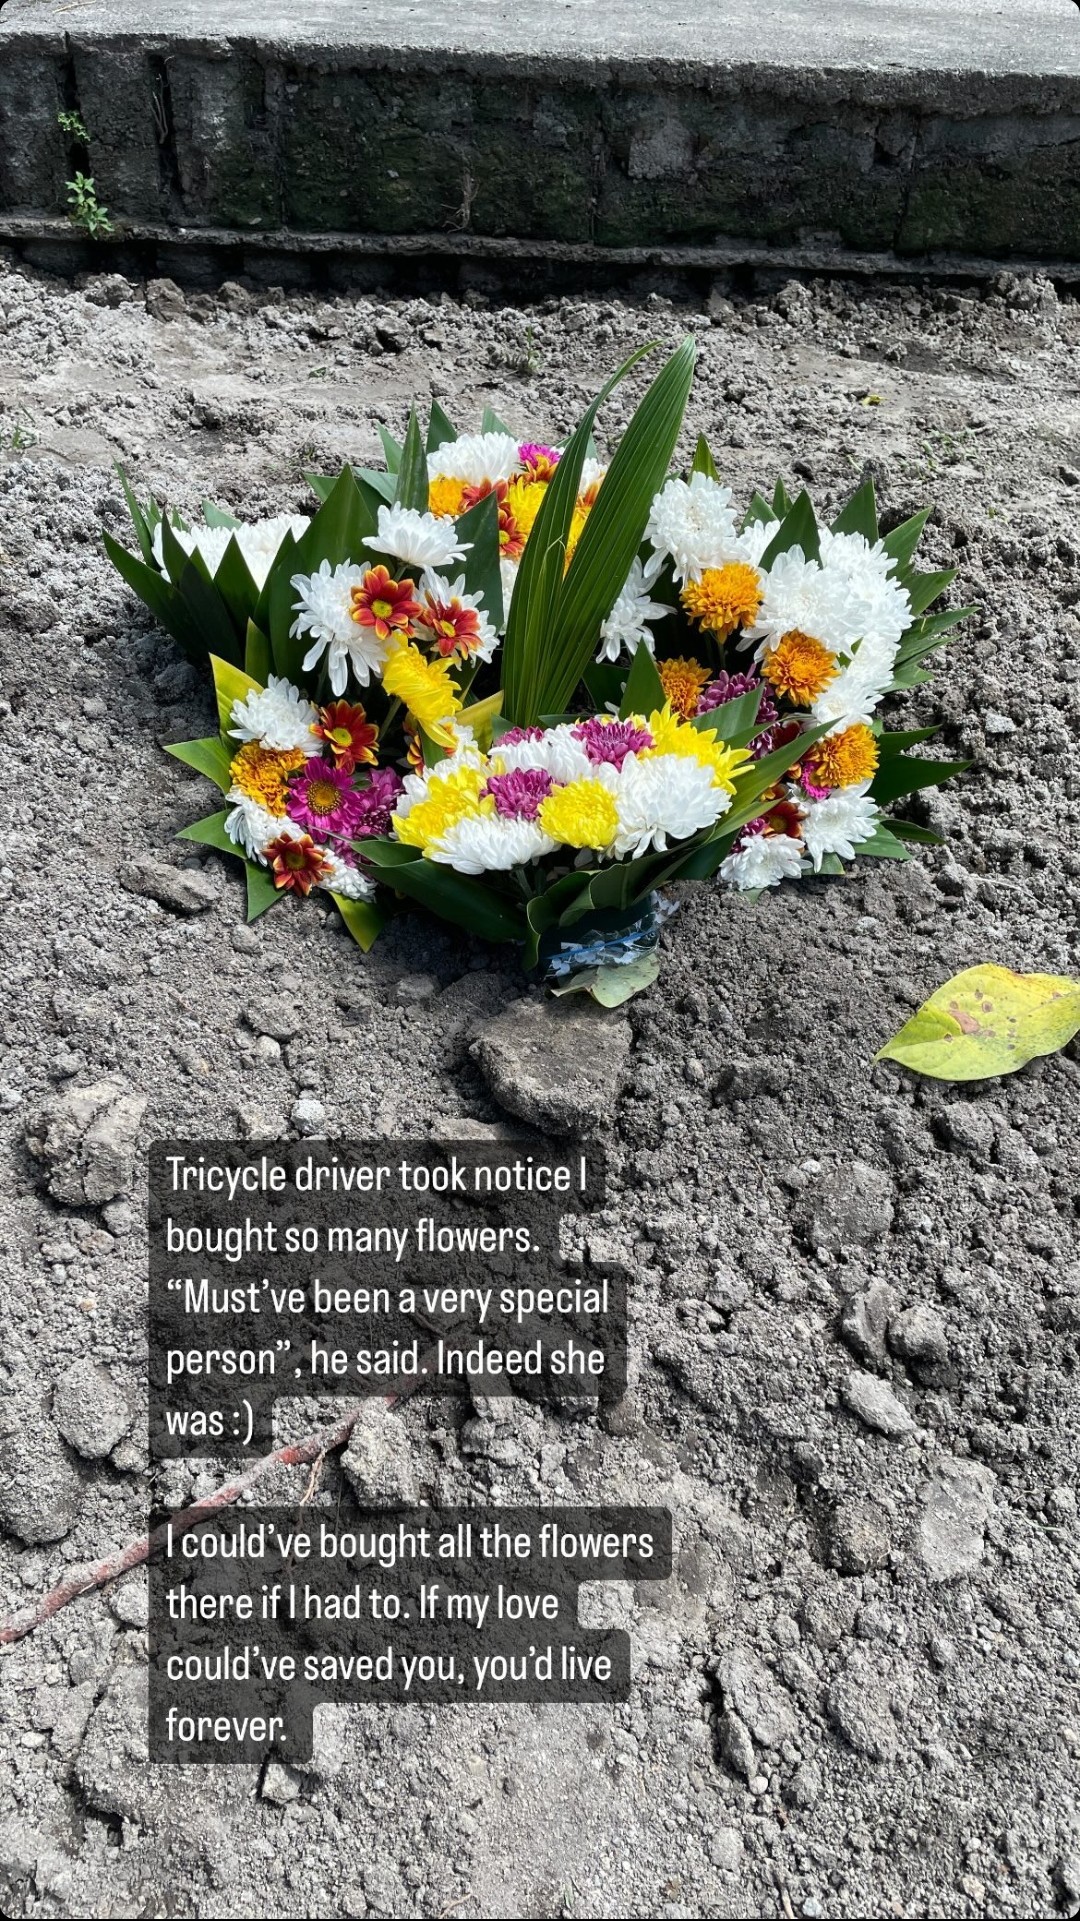 Tricycle driver took notice I
bought so many flowers.
“Must’ve been a very special
person”, he said. Indeed she
was :)
I could’ve bought all the flowers
there if I had to. If my love
could’ve saved you, you’d live
forever.